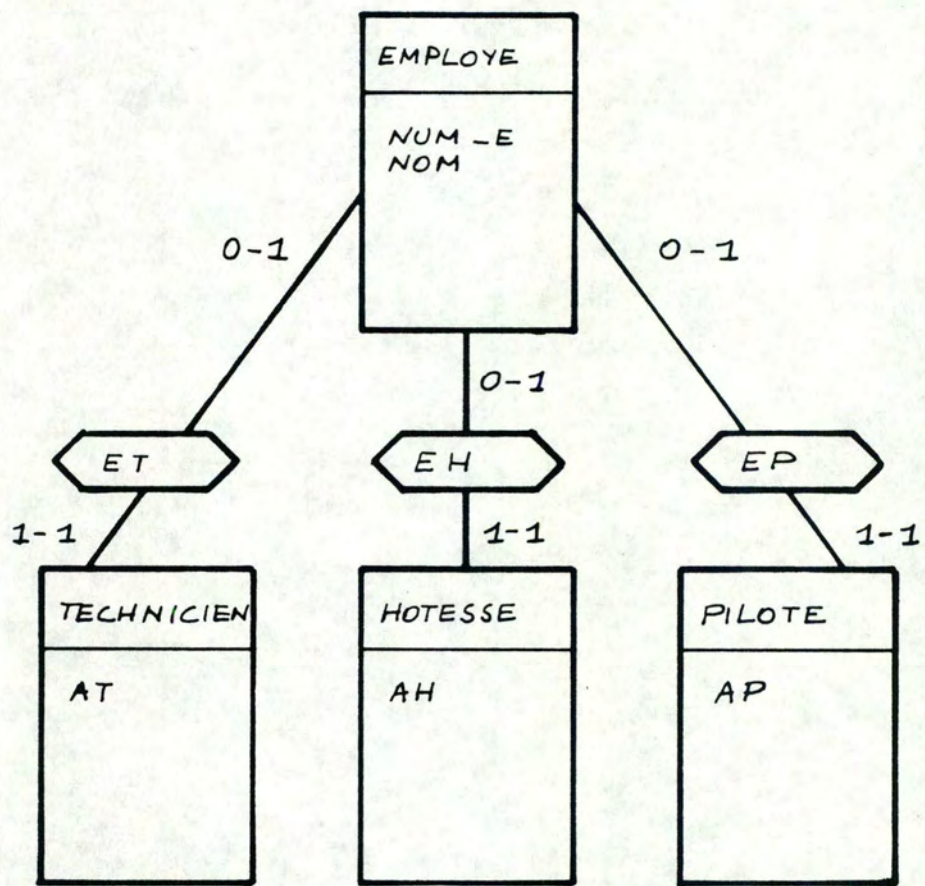 EMPLOYE
NUM-E
NOM
0-1
0-1
0-1
ET
EH
EP
1-1
1-1
1-1
TECHNICIEN
HOTESSE
PILOTE
AT
AH
AP